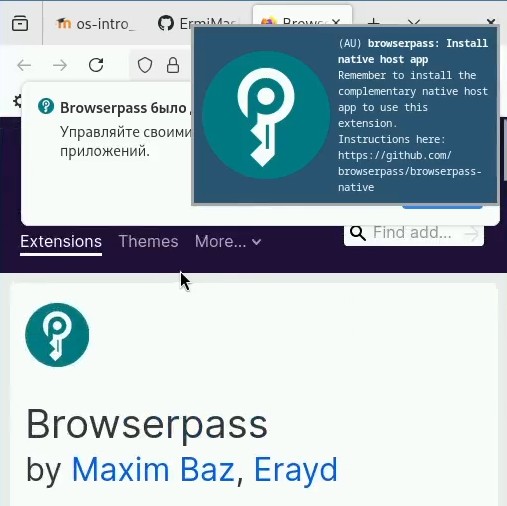 os-intro_
ErmiMas
Brows
(AU) browserpass: Install
native host app
Remember to install the
complementary native host
app to use this
extension.
Instructions here:
https://github.com/
browserpass/browserpass-
native
Browserpass было
Управляйте своими
приложений.
Extensions
Themes
More...
Find add...
Browserpass
by Maxim Baz, Erayd